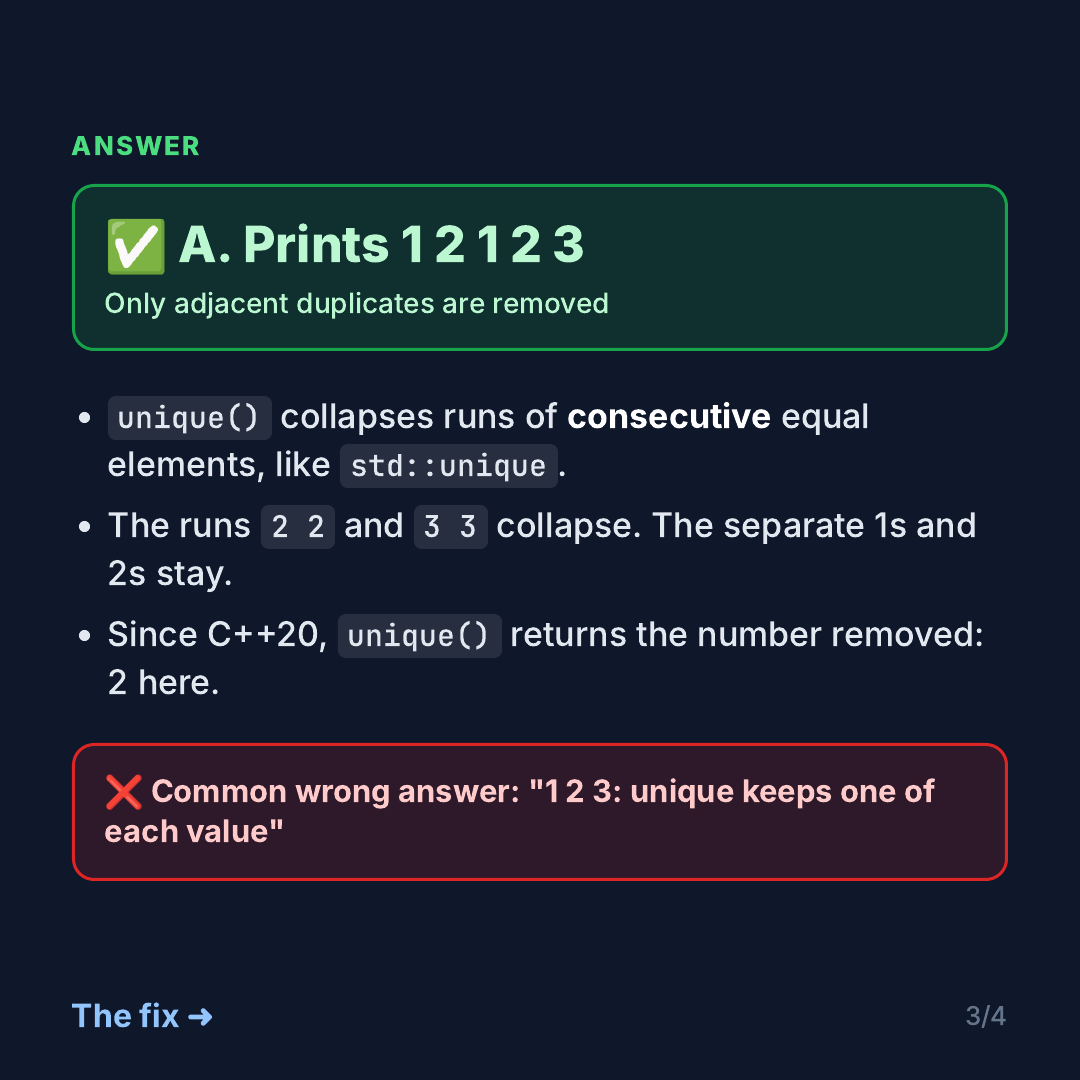 ANSWER
✅ A. Prints 1 2 1 2 3
Only adjacent duplicates are removed
• unique() collapses runs of consecutive equal
elements, like std::unique.
• The runs 2 2 and 3 3 collapse. The separate 1s and
2s stay.
• Since C++20, unique() returns the number removed:
2 here.
❌ Common wrong answer: "1 2 3: unique keeps one of
each value"
The fix ➜
3/4